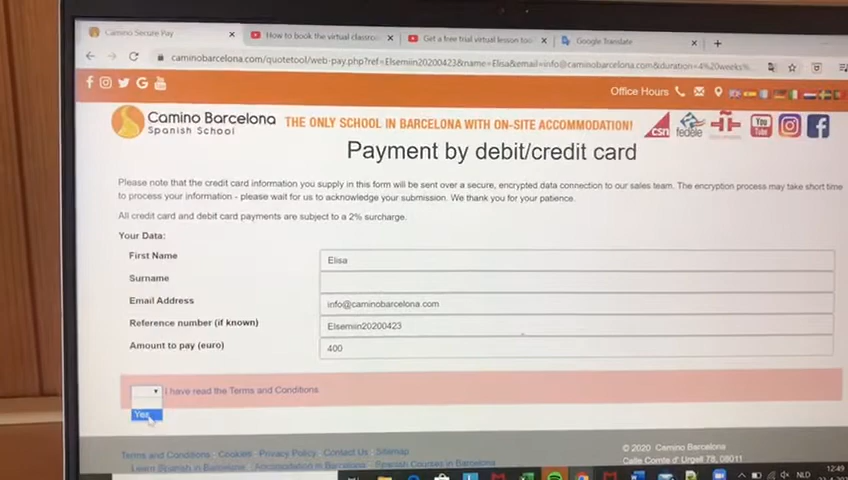 Camino Secure Pay
How to book the virtual classroo
Get a free trial virtual lesson too
Google Translate
caminobarcelona.com/quotetool/web-pay.php?ref=Elsemiin20200423&name=Elisa&email=info@caminobarcelona.com&duration=4%20weeks%
Office Hours
Camino Barcelona
Spanish School
THE ONLY SCHOOL IN BARCELONA WITH ON-SITE ACCOMMODATION!
csn
fedele
You Tube
Payment by debit/credit card
Please note that the credit card information you supply in this form will be sent over a secure, encrypted data connection to our sales team. The encryption process may take short time
to process your information - please wait for us to acknowledge your submission. We thank you for your patience.
All credit card and debit card payments are subject to a 2% surcharge.
Your Data:
First Name
Elisa
Surname
Email Address
info@caminobarcelona.com
Reference number (if known)
Elsemiin20200423
Amount to pay (euro)
400
I have read the Terms and Conditions.
Yes
Terms and Conditions Cookies Privacy Policy Contact Us Sitemap
Learn Spanish in Barcelona Accomodation in Barcelona Spanish Courses in Barcelona
© 2020 Camino Barcelona
Calle Comte d' Urgell 78, 08011
NLD
12:49